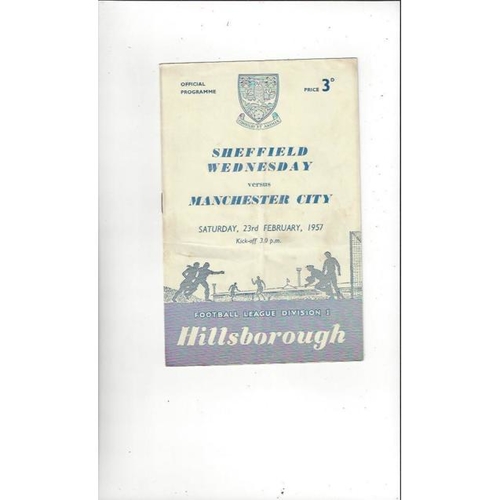 OFFICIAL
PROGRAMME
PRICE 3D
SHEFFIELD
WEDNESDAY
versus
MANCHESTER CITY
SATURDAY, 23rd FEBRUARY, 1957
Kick-off 3.0 p.m.
FOOTBALL LEAGUE DIVISION 1
Hillsborough